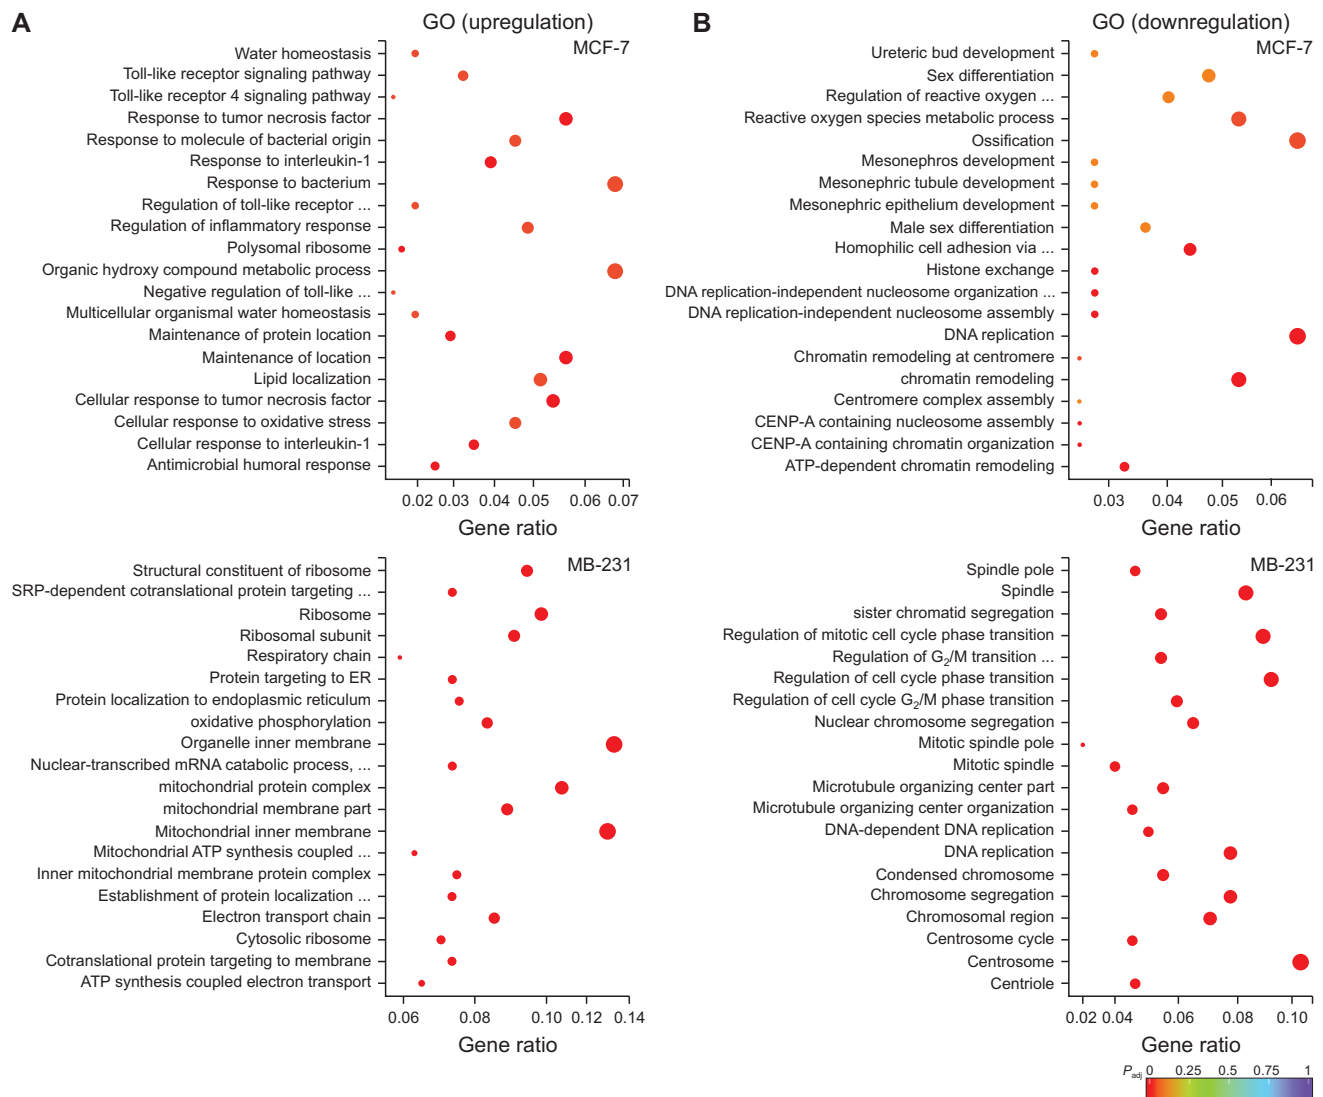 A
GO (upregulation)
MCF-7
Water homeostasis
Toll-like receptor signaling pathway
Toll-like receptor 4 signaling pathway
Response to tumor necrosis factor
Response to molecule of bacterial origin
Response to interleukin-1
Response to bacterium
Regulation of toll-like receptor ...
Regulation of inflammatory response
Polysomal ribosome
Organic hydroxy compound metabolic process
Negative regulation of toll-like ...
Multicellular organismal water homeostasis
Maintenance of protein location
Maintenance of location
Lipid localization
Cellular response to tumor necrosis factor
Cellular response to oxidative stress
Cellular response to interleukin-1
Antimicrobial humoral response
0.02 0.03 0.04 0.05 0.06 0.07
Gene ratio
MB-231
Structural constituent of ribosome
SRP-dependent cotranslational protein targeting ...
Ribosome
Ribosomal subunit
Respiratory chain
Protein targeting to ER
Protein localization to endoplasmic reticulum
oxidative phosphorylation
Organelle inner membrane
Nuclear-transcribed mRNA catabolic process, ...
mitochondrial protein complex
mitochondrial membrane part
Mitochondrial inner membrane
Mitochondrial ATP synthesis coupled ...
Inner mitochondrial membrane protein complex
Establishment of protein localization ...
Electron transport chain
Cytosolic ribosome
Cotranslational protein targeting to membrane
ATP synthesis coupled electron transport
0.06 0.08 0.10 0.12 0.14
Gene ratio
B
GO (downregulation)
MCF-7
Ureteric bud development
Sex differentiation
Regulation of reactive oxygen ...
Reactive oxygen species metabolic process
Ossification
Mesonephros development
Mesonephric tubule development
Mesonephric epithelium development
Male sex differentiation
Homophilic cell adhesion via ...
Histone exchange
DNA replication-independent nucleosome organization ...
DNA replication-independent nucleosome assembly
DNA replication
Chromatin remodeling at centromere
chromatin remodeling
Centromere complex assembly
CENP-A containing nucleosome assembly
CENP-A containing chromatin organization
ATP-dependent chromatin remodeling
0.03 0.04 0.05 0.06
Gene ratio
MB-231
Spindle pole
Spindle
sister chromatid segregation
Regulation of mitotic cell cycle phase transition
Regulation of G₂/M transition ...
Regulation of cell cycle phase transition
Regulation of cell cycle G₂/M phase transition
Nuclear chromosome segregation
Mitotic spindle pole
Mitotic spindle
Microtubule organizing center part
Microtubule organizing center organization
DNA-dependent DNA replication
DNA replication
Condensed chromosome
Chromosome segregation
Chromosomal region
Centrosome cycle
Centrosome
Centriole
0.02 0.04 0.06 0.08 0.10
Gene ratio
Padj 0 0.25 0.5 0.75 1